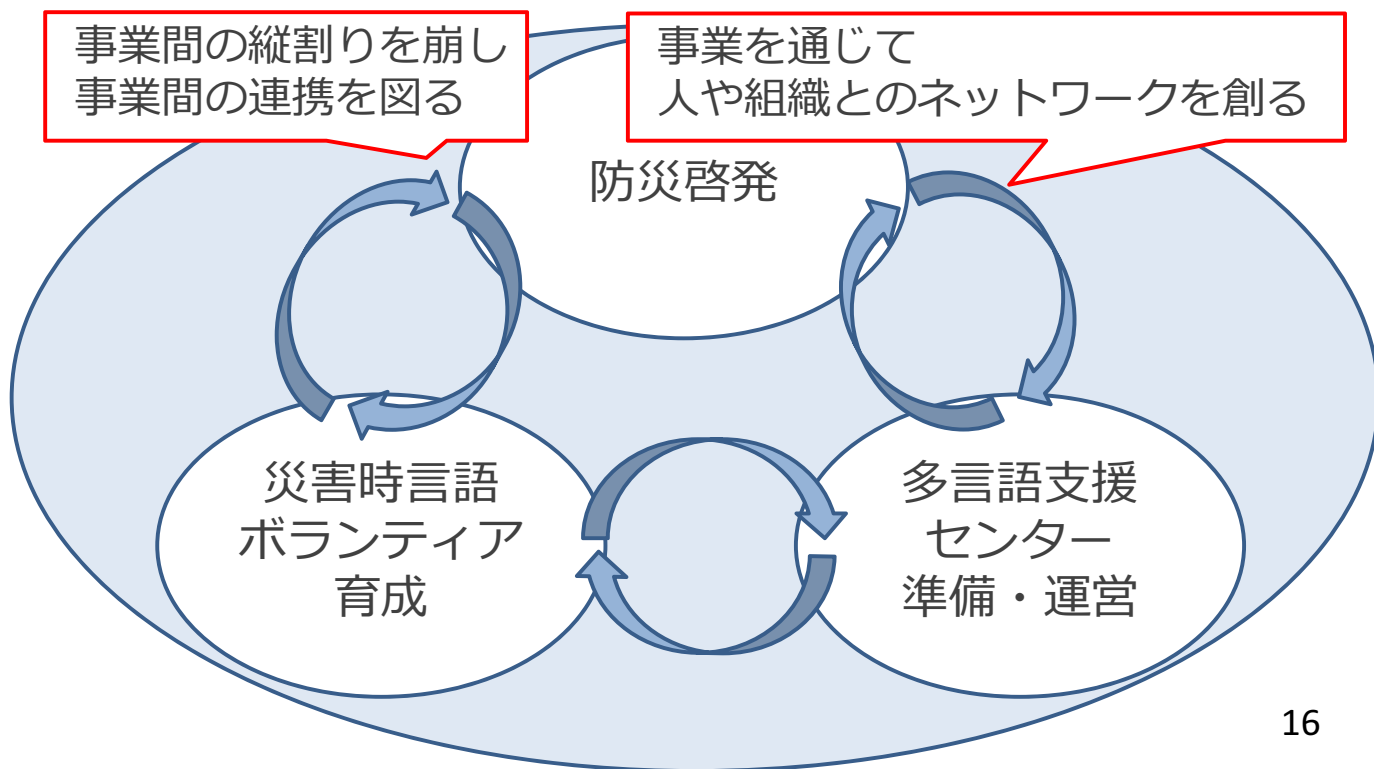 事業間の縦割りを崩し
事業間の連携を図る
事業を通じて
人や組織とのネットワークを創る
防災啓発
災害時言語
ボランティア
育成
多言語支援
センター
準備・運営
16